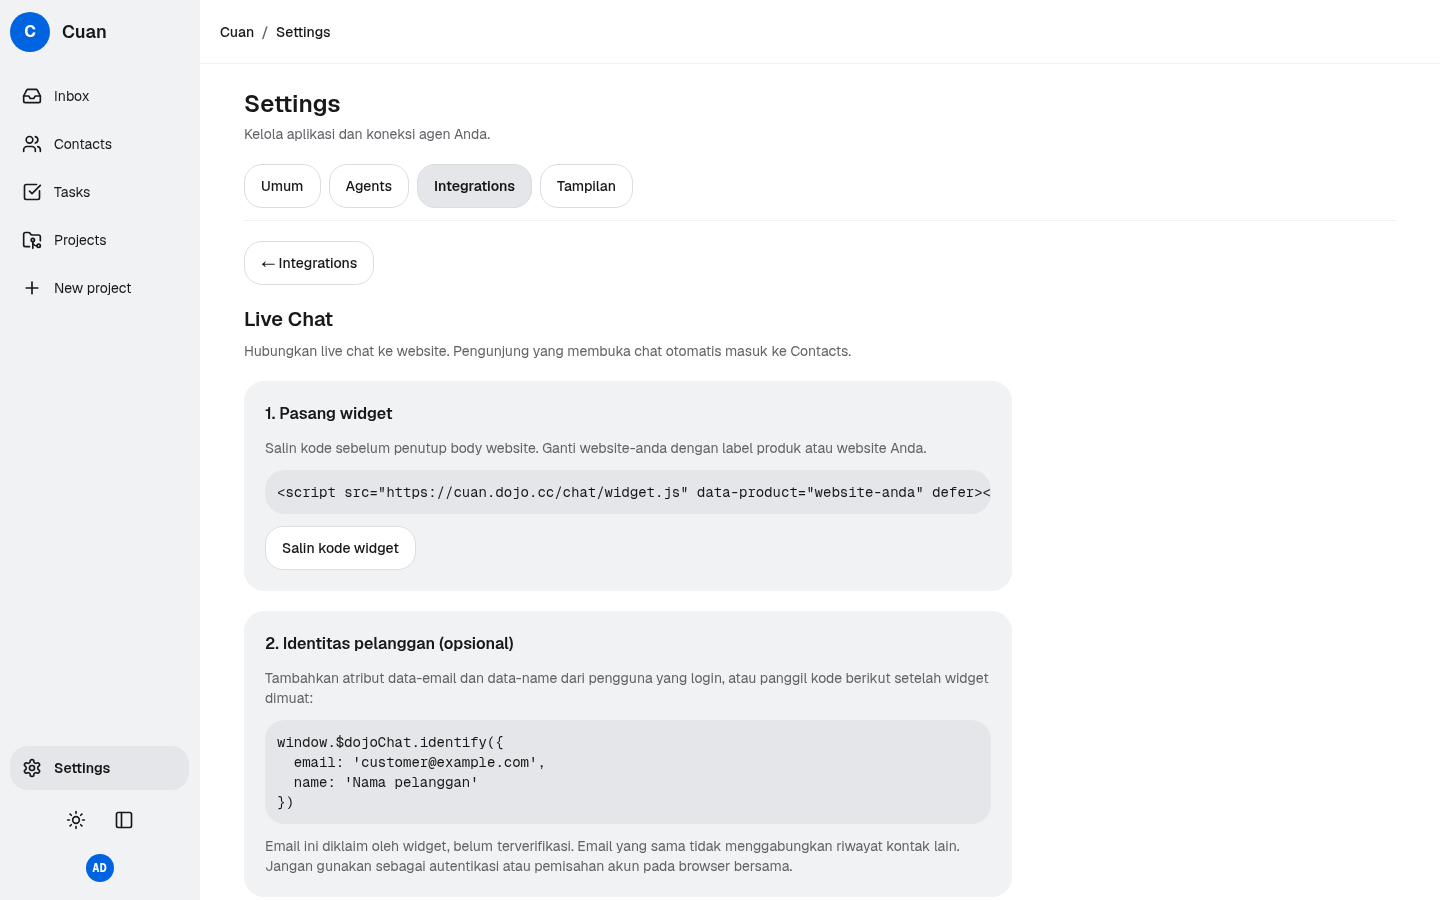 C Cuan
Cuan / Settings
Inbox
Contacts
Tasks
Projects
New project
Settings
AD
Settings
Kelola aplikasi dan koneksi agen Anda.
Umum Agents Integrations Tampilan
← Integrations
Live Chat
Hubungkan live chat ke website. Pengunjung yang membuka chat otomatis masuk ke Contacts.
1. Pasang widget
Salin kode sebelum penutup body website. Ganti website-anda dengan label produk atau website Anda.
<script src="https://cuan.dojo.cc/chat/widget.js" data-product="website-anda" defer><
Salin kode widget
2. Identitas pelanggan (opsional)
Tambahkan atribut data-email dan data-name dari pengguna yang login, atau panggil kode berikut setelah widget
dimuat:
window.$dojoChat.identify({
  email: 'customer@example.com',
  name: 'Nama pelanggan'
})
Email ini diklaim oleh widget, belum terverifikasi. Email yang sama tidak menggabungkan riwayat kontak lain.
Jangan gunakan sebagai autentikasi atau pemisahan akun pada browser bersama.